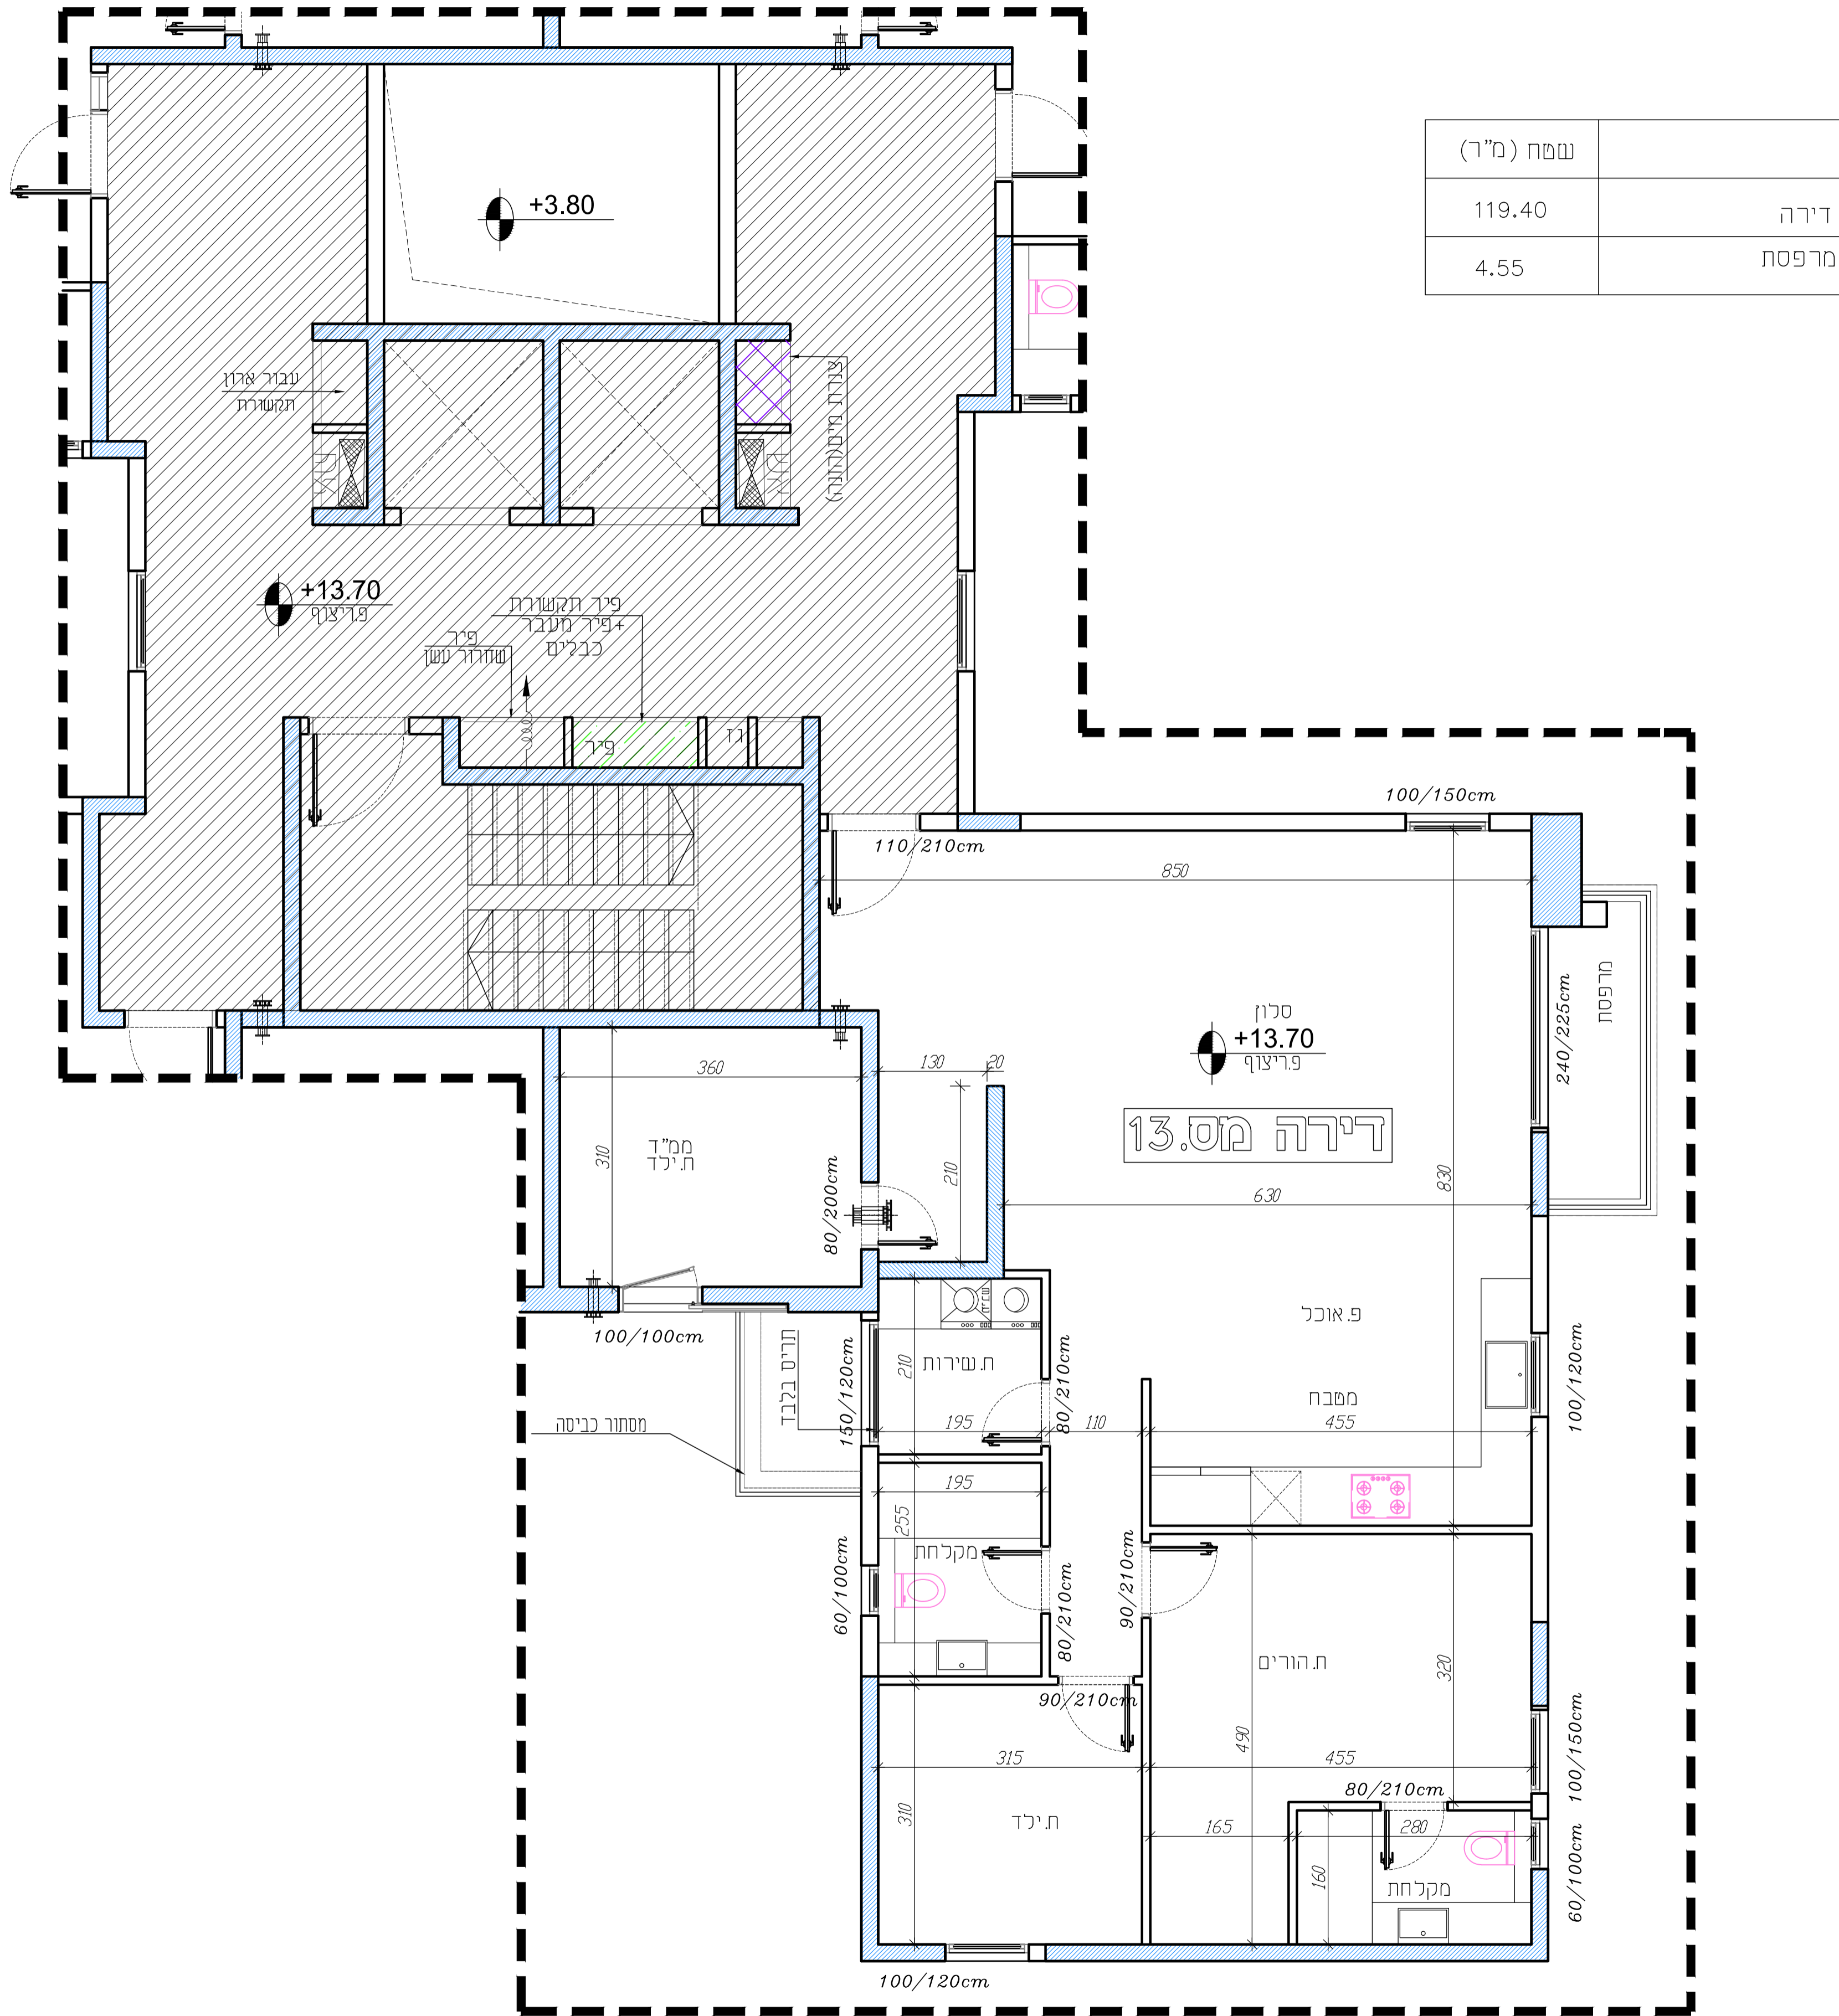 שטח (מ"ר)
דירה 119.40
מרפסת 4.55
+3.80
עבור ארון
תקשורת
צנרת מים(הזנה)
+13.70
פ.ריצוף
פיר תקשורת
+פיר מעבר
כבלים
פיר
שחרור עשן
פיר
גז
100/150cm
110/210cm
850
סלון
+13.70
פ.ריצוף
מרפסת
240/225cm
דירה מס.13
360
130
20
ממ"ד
ח.ילד
310
80/200cm
210
630
830
100/100cm
תריס בלבד
150/120cm
210
ח.שירות
195
80/210cm
110
פ.אוכל
מטבח
455
100/120cm
מסתור כביסה
195
255
מקלחת
60/100cm
80/210cm
90/210cm
ח.הורים
320
90/210cm
490
315
455
100/150cm
80/210cm
310
ח.ילד
165
280
160
מקלחת
60/100cm
100/120cm